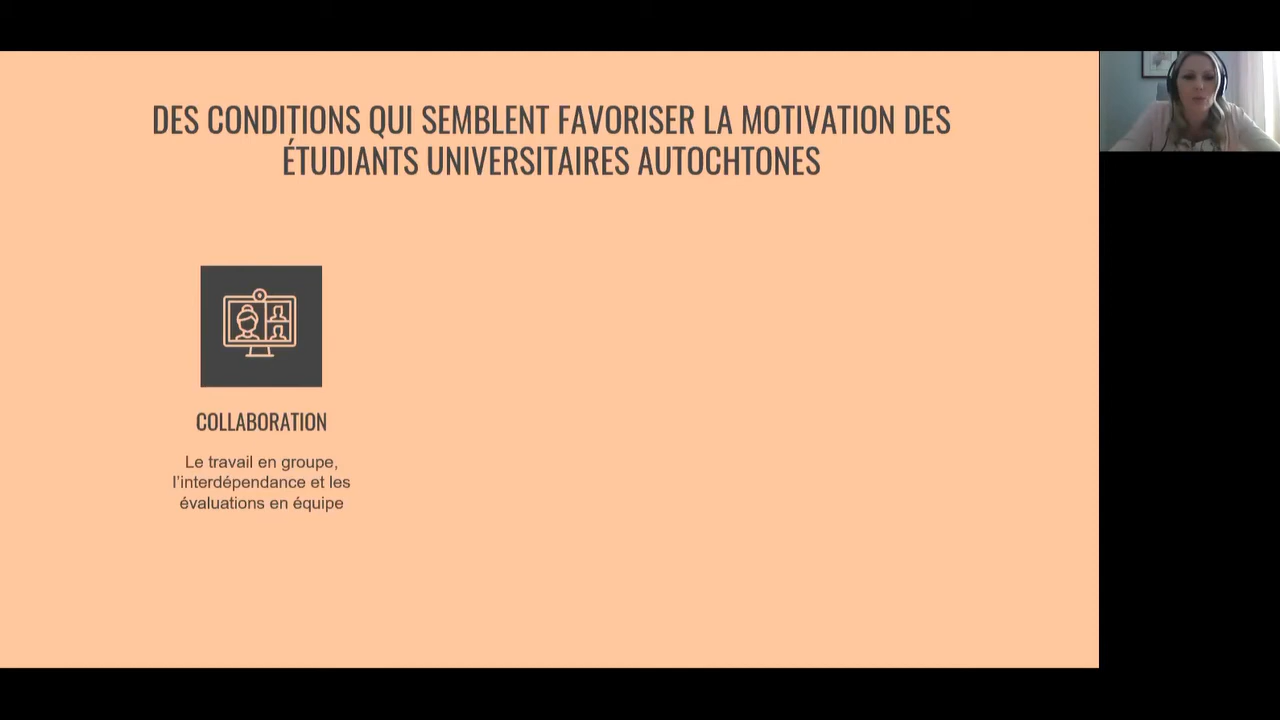 DES CONDITIONS QUI SEMBLENT FAVORISER LA MOTIVATION DES
ÉTUDIANTS UNIVERSITAIRES AUTOCHTONES
COLLABORATION
Le travail en groupe,
l'interdépendance et les
évaluations en équipe